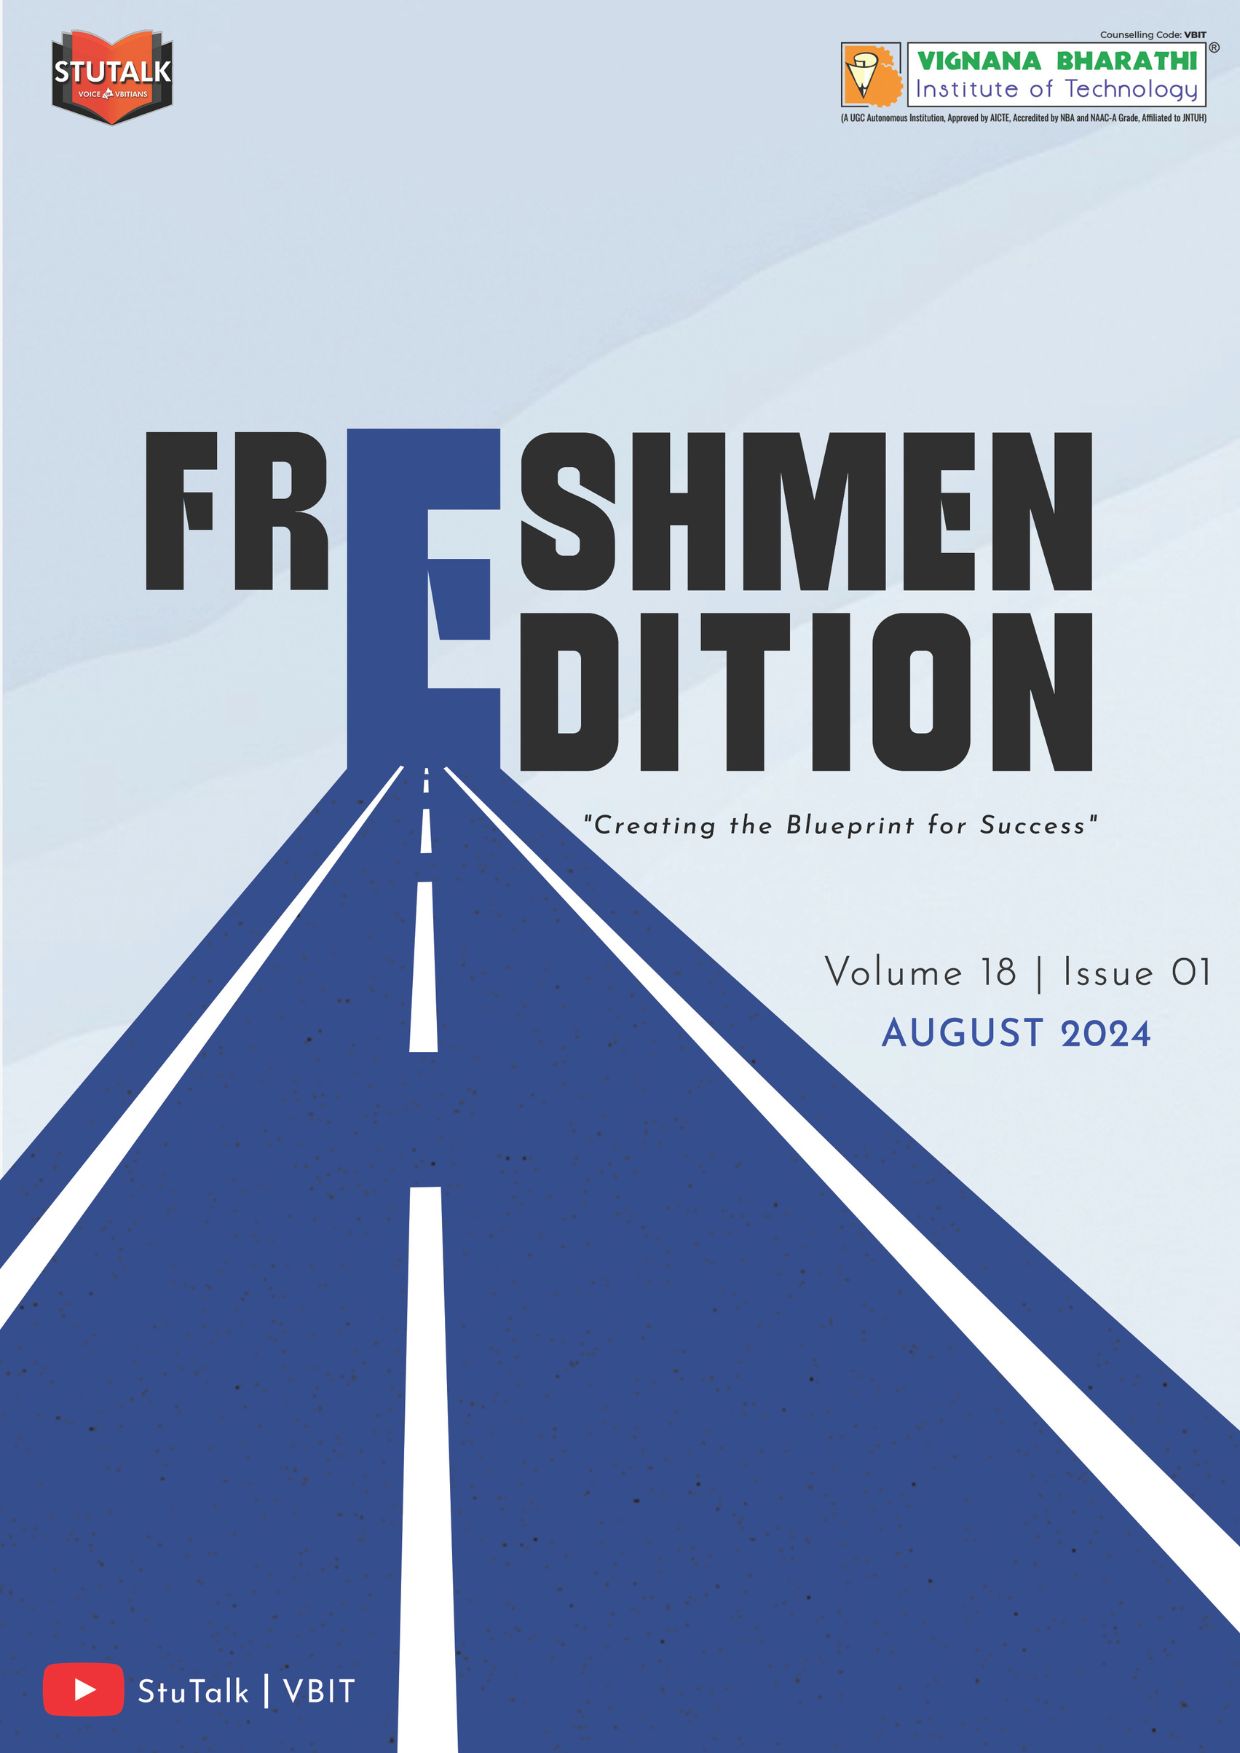 STUTALK
VOICE VBITIANS
Counselling Code: VBIT
VIGNANA BHARATHI ®
Institute of Technology
(A UGC Autonomous Institution, Approved by AICTE, Accredited by NBA and NAAC-A Grade, Affiliated to JNTUH)
FRESHMEN
EDITION
"Creating the Blueprint for Success"
Volume 18 | Issue 01
AUGUST 2024
StuTalk | VBIT